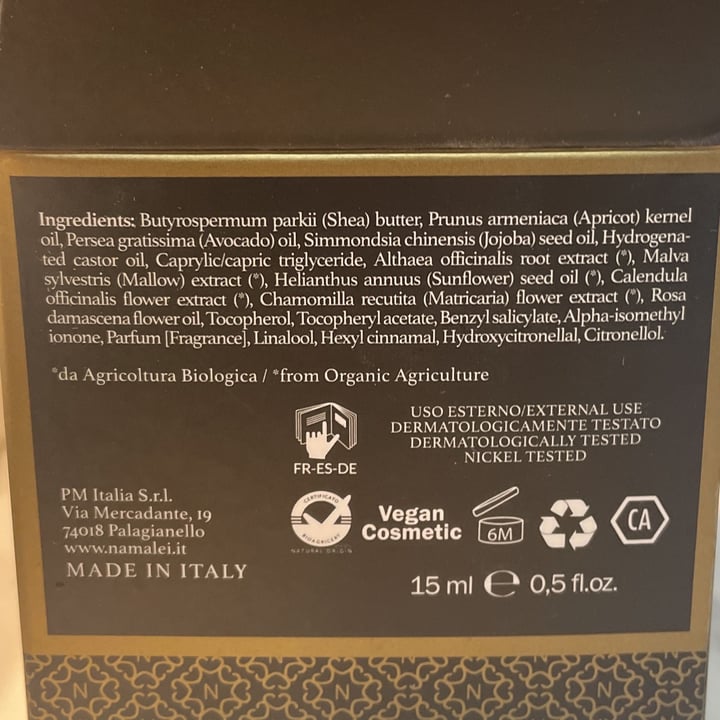 Ingredients: Butyrospermum parkii (Shea) butter, Prunus armeniaca (Apricot) kernel
oil, Persea gratissima (Avocado) oil, Simmondsia chinensis (Jojoba) seed oil, Hydrogena-
ted castor oil, Caprylic/capric triglyceride, Althaea officinalis root extract (*), Malva
sylvestris (Mallow) extract (*), Helianthus annuus (Sunflower) seed oil (*), Calendula
officinalis flower extract (*), Chamomilla recutita (Matricaria) flower extract (*), Rosa
damascena flower oil, Tocopherol, Tocopheryl acetate, Benzyl salicylate, Alpha-isomethyl
ionone, Parfum [Fragrance], Linalool, Hexyl cinnamal, Hydroxycitronellal, Citronellol.
*da Agricoltura Biologica / *from Organic Agriculture
FR-ES-DE
USO ESTERNO/EXTERNAL USE
DERMATOLOGICAMENTE TESTATO
DERMATOLOGICALLY TESTED
NICKEL TESTED
PM Italia S.r.l.
Via Mercadante, 19
74018 Palagianello
www.namalei.it
MADE IN ITALY
CERTIFICATO
BIOAGRICERT
NATURAL ORIGIN
Vegan
Cosmetic
6M
CA
15 ml e 0,5 fl.oz.
N N N N N